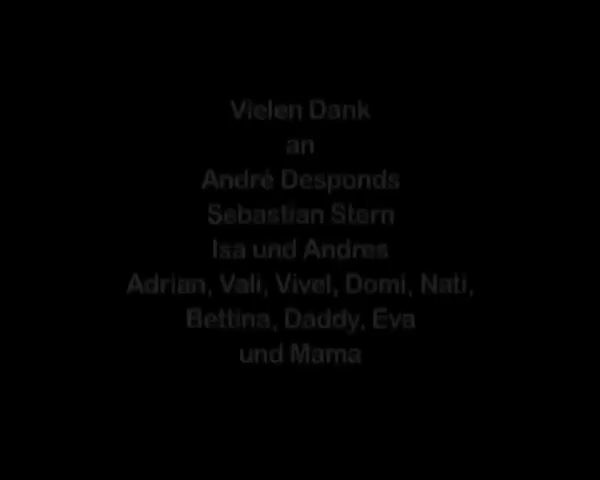 Vielen Dank
an
André Desponds
Sebastian Stern
Isa und Andres
Adrian, Vali, Vivel, Domi, Nati,
Bettina, Daddy, Eva
und Mama